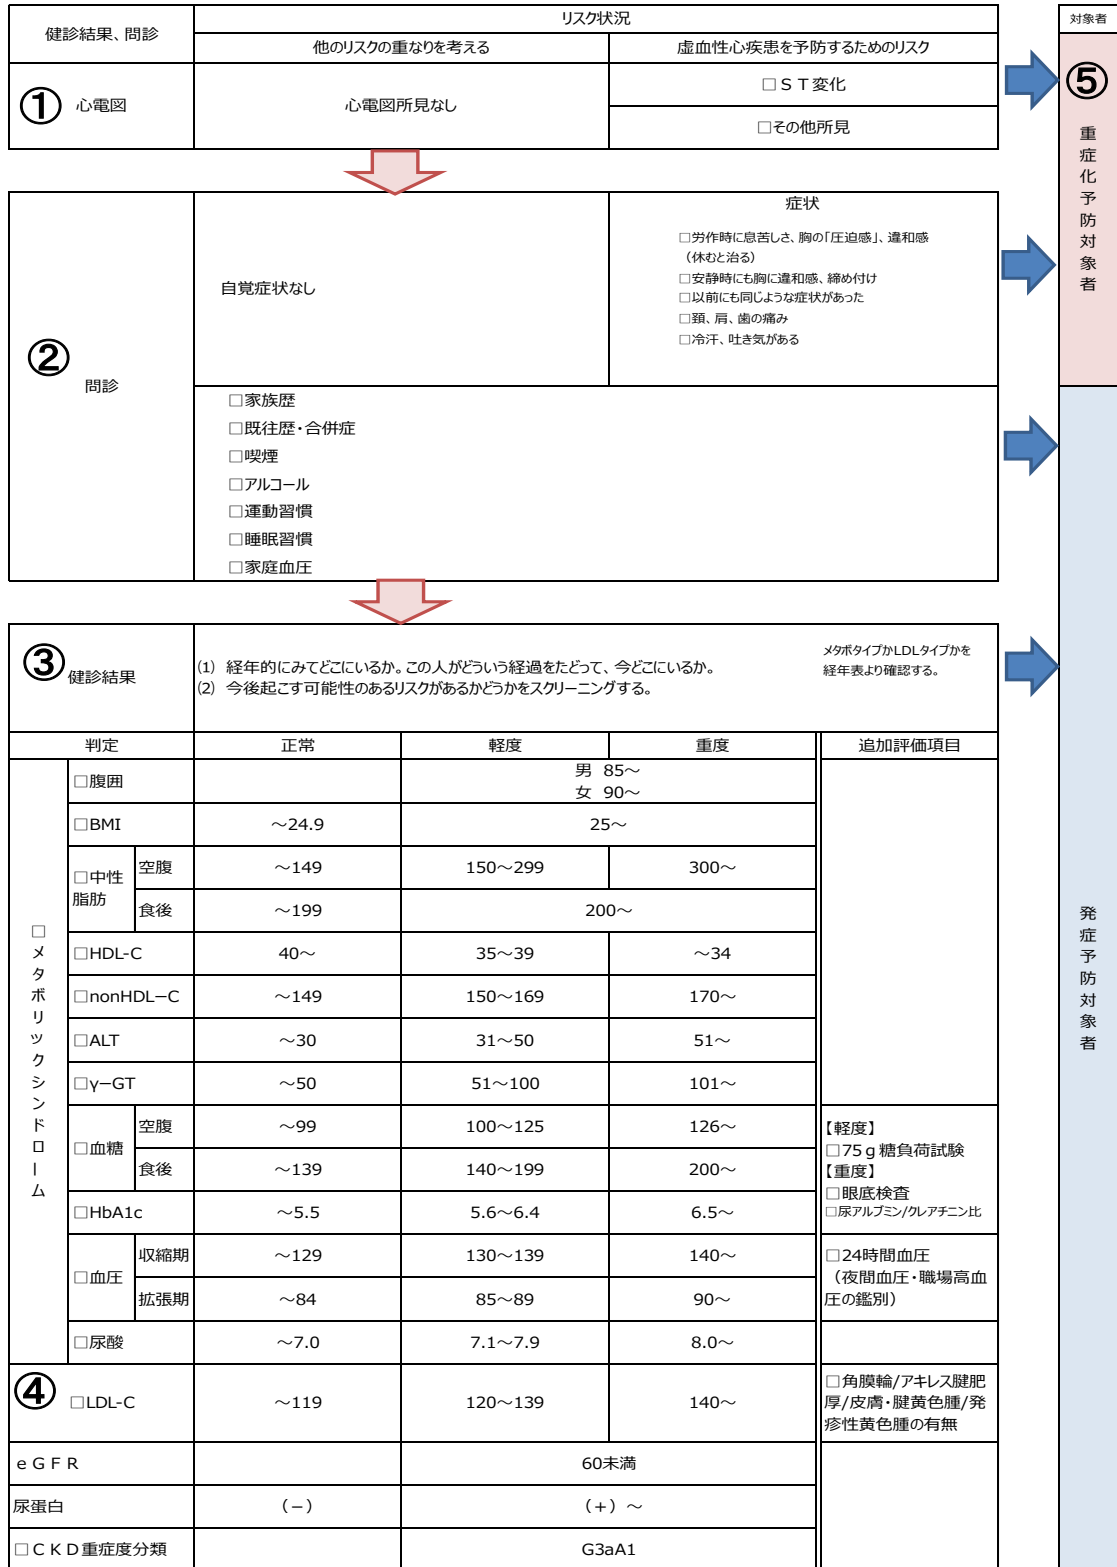 健診結果、問診
リスク状況
対象者
他のリスクの重なりを考える
虚血性心疾患を予防するためのリスク
①
心電図
心電図所見なし
□ＳＴ変化
□その他所見
⑤
重症化予防対象者
②
問診
自覚症状なし
症状
□労作時に息苦しさ、胸の「圧迫感」、違和感
（休むと治る）
□安静時にも胸に違和感、締め付け
□以前にも同じような症状があった
□頚、肩、歯の痛み
□冷汗、吐き気がある
□家族歴
□既往歴・合併症
□喫煙
□アルコール
□運動習慣
□睡眠習慣
□家庭血圧
③
健診結果
(1) 経年的にみてどこにいるか。この人がどういう経過をたどって、今どこにいるか。
(2) 今後起こす可能性のあるリスクがあるかどうかをスクリーニングする。
メタボタイプかLDLタイプかを
経年表より確認する。
発症予防対象者
判定 正常 軽度 重度 追加評価項目
□メタボリックシンドローム
□腹囲
男 85～
女 90～
□BMI ～24.9 25～
□中性
脂肪
空腹 ～149 150～299 300～
食後 ～199 200～
□HDL-C 40～ 35～39 ～34
□nonHDL－C ～149 150～169 170～
□ALT ～30 31～50 51～
□γ－GT ～50 51～100 101～
□血糖
空腹 ～99 100～125 126～
食後 ～139 140～199 200～
□HbA1c ～5.5 5.6～6.4 6.5～
【軽度】
□75ｇ糖負荷試験
【重度】
□眼底検査
□尿アルブミン/クレアチニン比
□血圧
収縮期 ～129 130～139 140～
拡張期 ～84 85～89 90～
□24時間血圧
（夜間血圧・職場高血
圧の鑑別）
□尿酸 ～7.0 7.1～7.9 8.0～
④
□LDL-C ～119 120～139 140～
□角膜輪/アキレス腱肥
厚/皮膚・腱黄色腫/発
疹性黄色腫の有無
ｅＧＦＲ 60未満
尿蛋白 （－） （+）～
□ＣＫＤ重症度分類 G3aA1